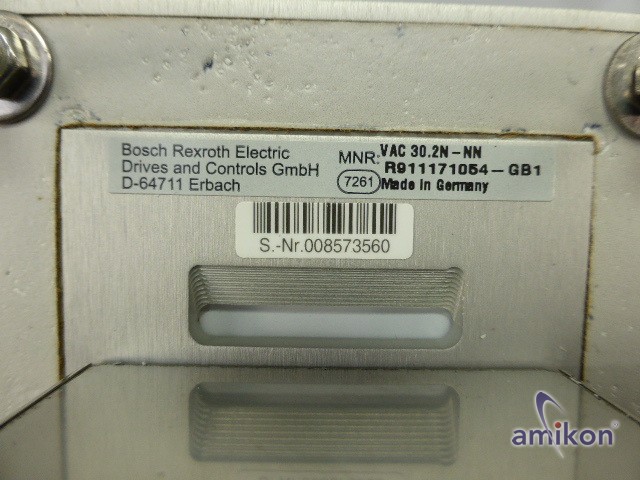 Bosch Rexroth Electric
Drives and Controls GmbH
D-64711 Erbach
MNR: VAC 30.2N-NN
R911171054-GB1
7261 Made in Germany
S.-Nr.008573560
amikon